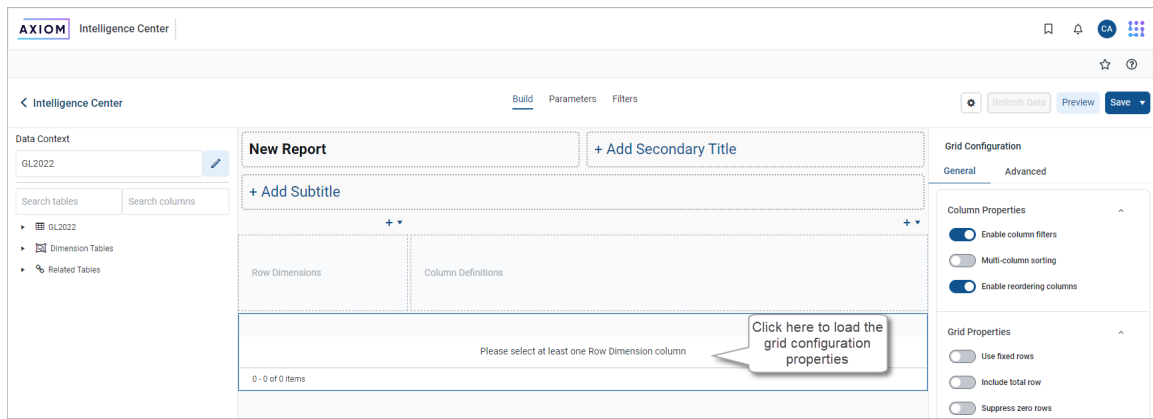 AXIOM Intelligence Center
CA
Intelligence Center
Build Parameters Filters
Refresh Data Preview Save
Data Context
GL2022
Search tables Search columns
GL2022
Dimension Tables
Related Tables
New Report
+ Add Secondary Title
+ Add Subtitle
Row Dimensions
Column Definitions
Please select at least one Row Dimension column
0 - 0 of 0 items
Click here to load the
grid configuration
properties
Grid Configuration
General Advanced
Column Properties
Enable column filters
Multi-column sorting
Enable reordering columns
Grid Properties
Use fixed rows
Include total row
Suppress zero rows